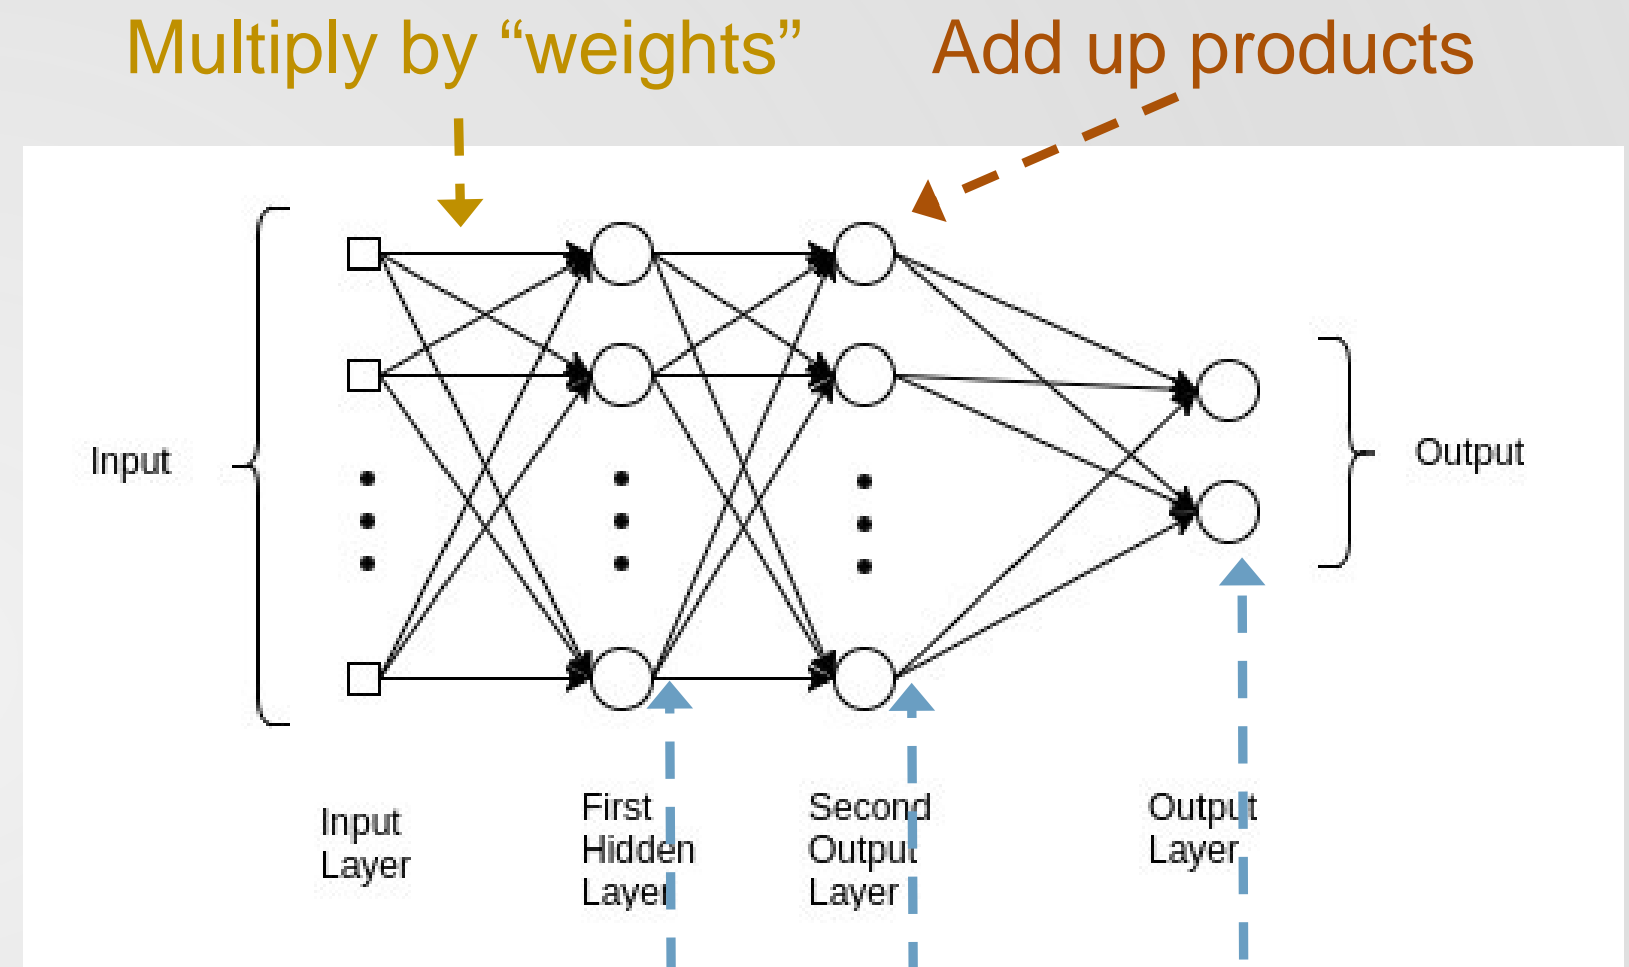 Multiply by “weights”
Add up products
Input
Output
Input
Layer
First
Hidden
Layer
Second
Output
Layer
Output
Layer